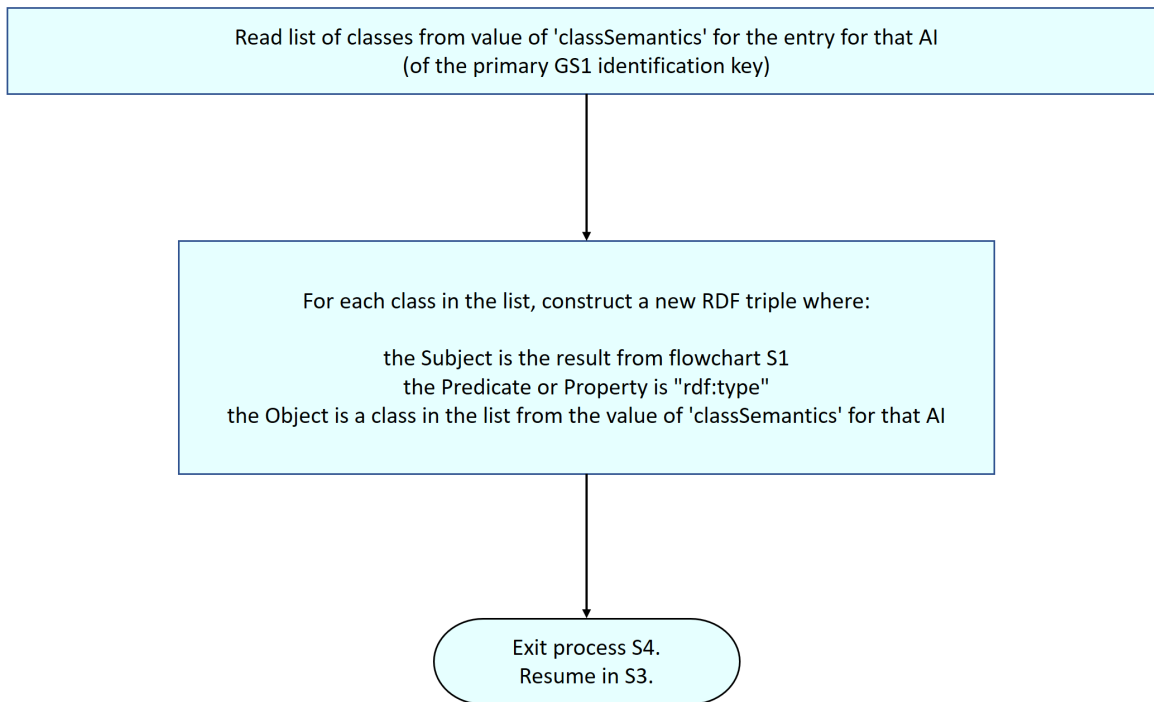 Read list of classes from value of 'classSemantics' for the entry for that AI
(of the primary GS1 identification key)
For each class in the list, construct a new RDF triple where:
the Subject is the result from flowchart S1
the Predicate or Property is "rdf:type"
the Object is a class in the list from the value of 'classSemantics' for that AI
Exit process S4.
Resume in S3.